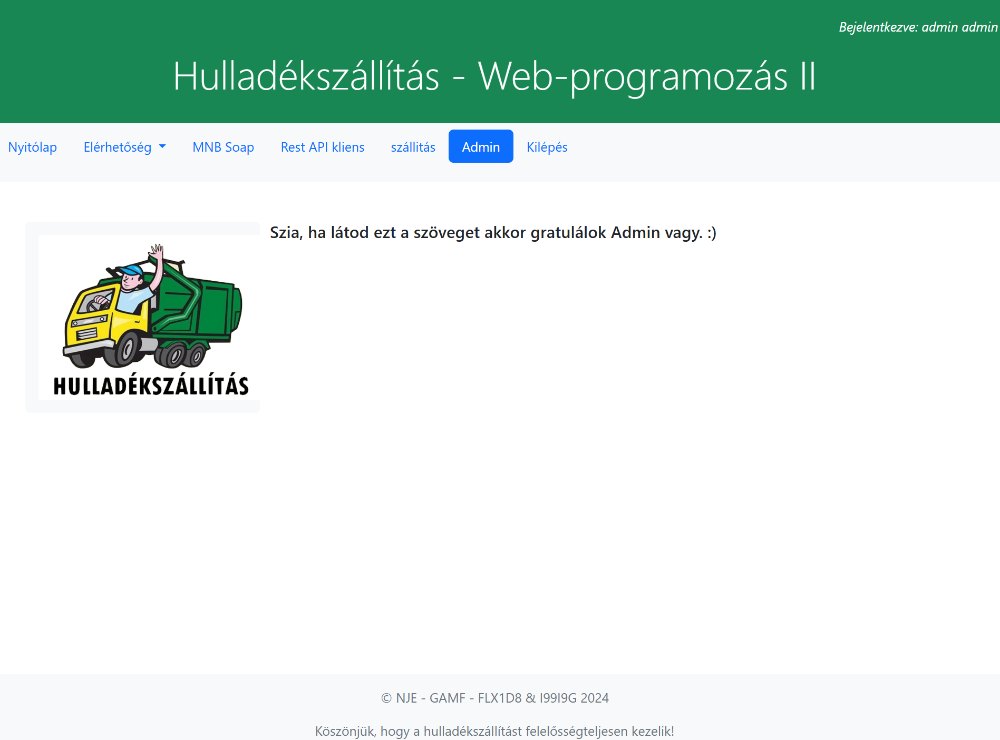 Bejelentkezve: admin admin
Hulladékszállítás - Web-programozás II
Nyitólap Elérhetőség MNB Soap Rest API kliens szállitás Admin Kilépés
Szia, ha látod ezt a szöveget akkor gratulálok Admin vagy. :)
HULLADÉKSZÁLLÍTÁS
© NJE - GAMF - FLX1D8 & I99I9G 2024
Köszönjük, hogy a hulladékszállítást felelősségteljesen kezelik!